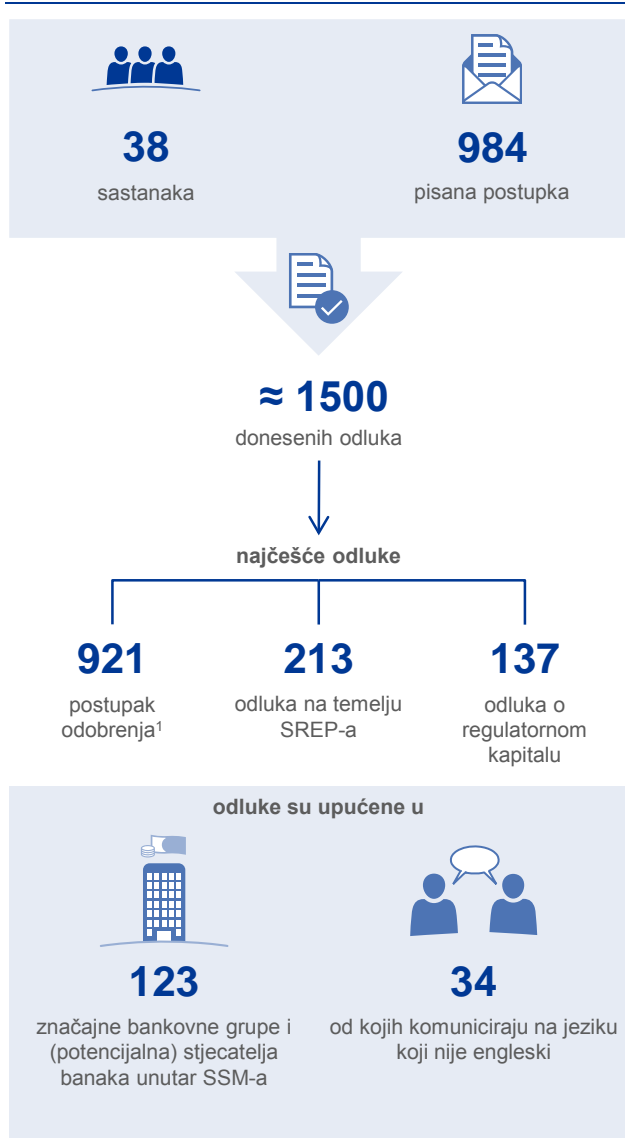 38
sastanaka
984
pisana postupka
≈ 1500
donesenih odluka
najčešće odluke
921
postupak
odobrenja¹
213
odluka na temelju
SREP-a
137
odluka o
regulatornom
kapitalu
odluke su upućene u
123
značajne bankovne grupe i
(potencijalna) stjecatelja
banaka unutar SSM-a
34
od kojih komuniciraju na jeziku
koji nije engleski